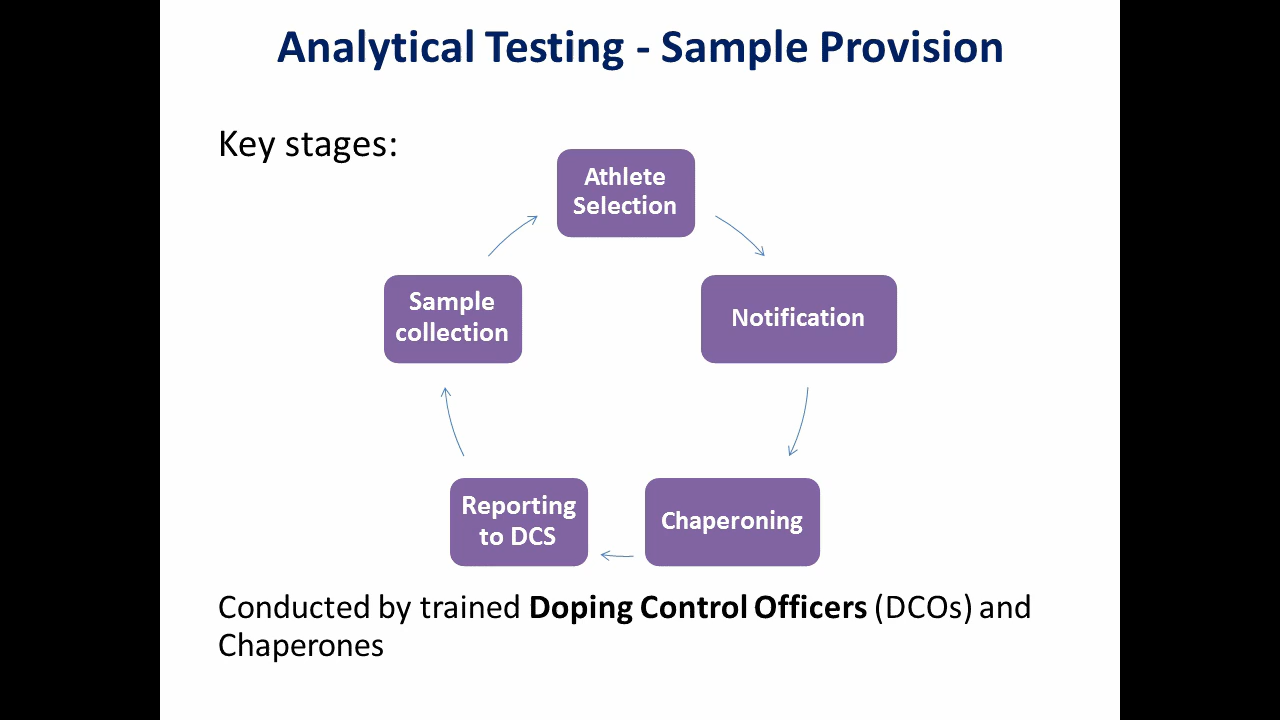 Analytical Testing - Sample Provision
Key stages:
Athlete
Selection
Notification
Chaperoning
Reporting
to DCS
Sample
collection
Conducted by trained Doping Control Officers (DCOs) and
Chaperones